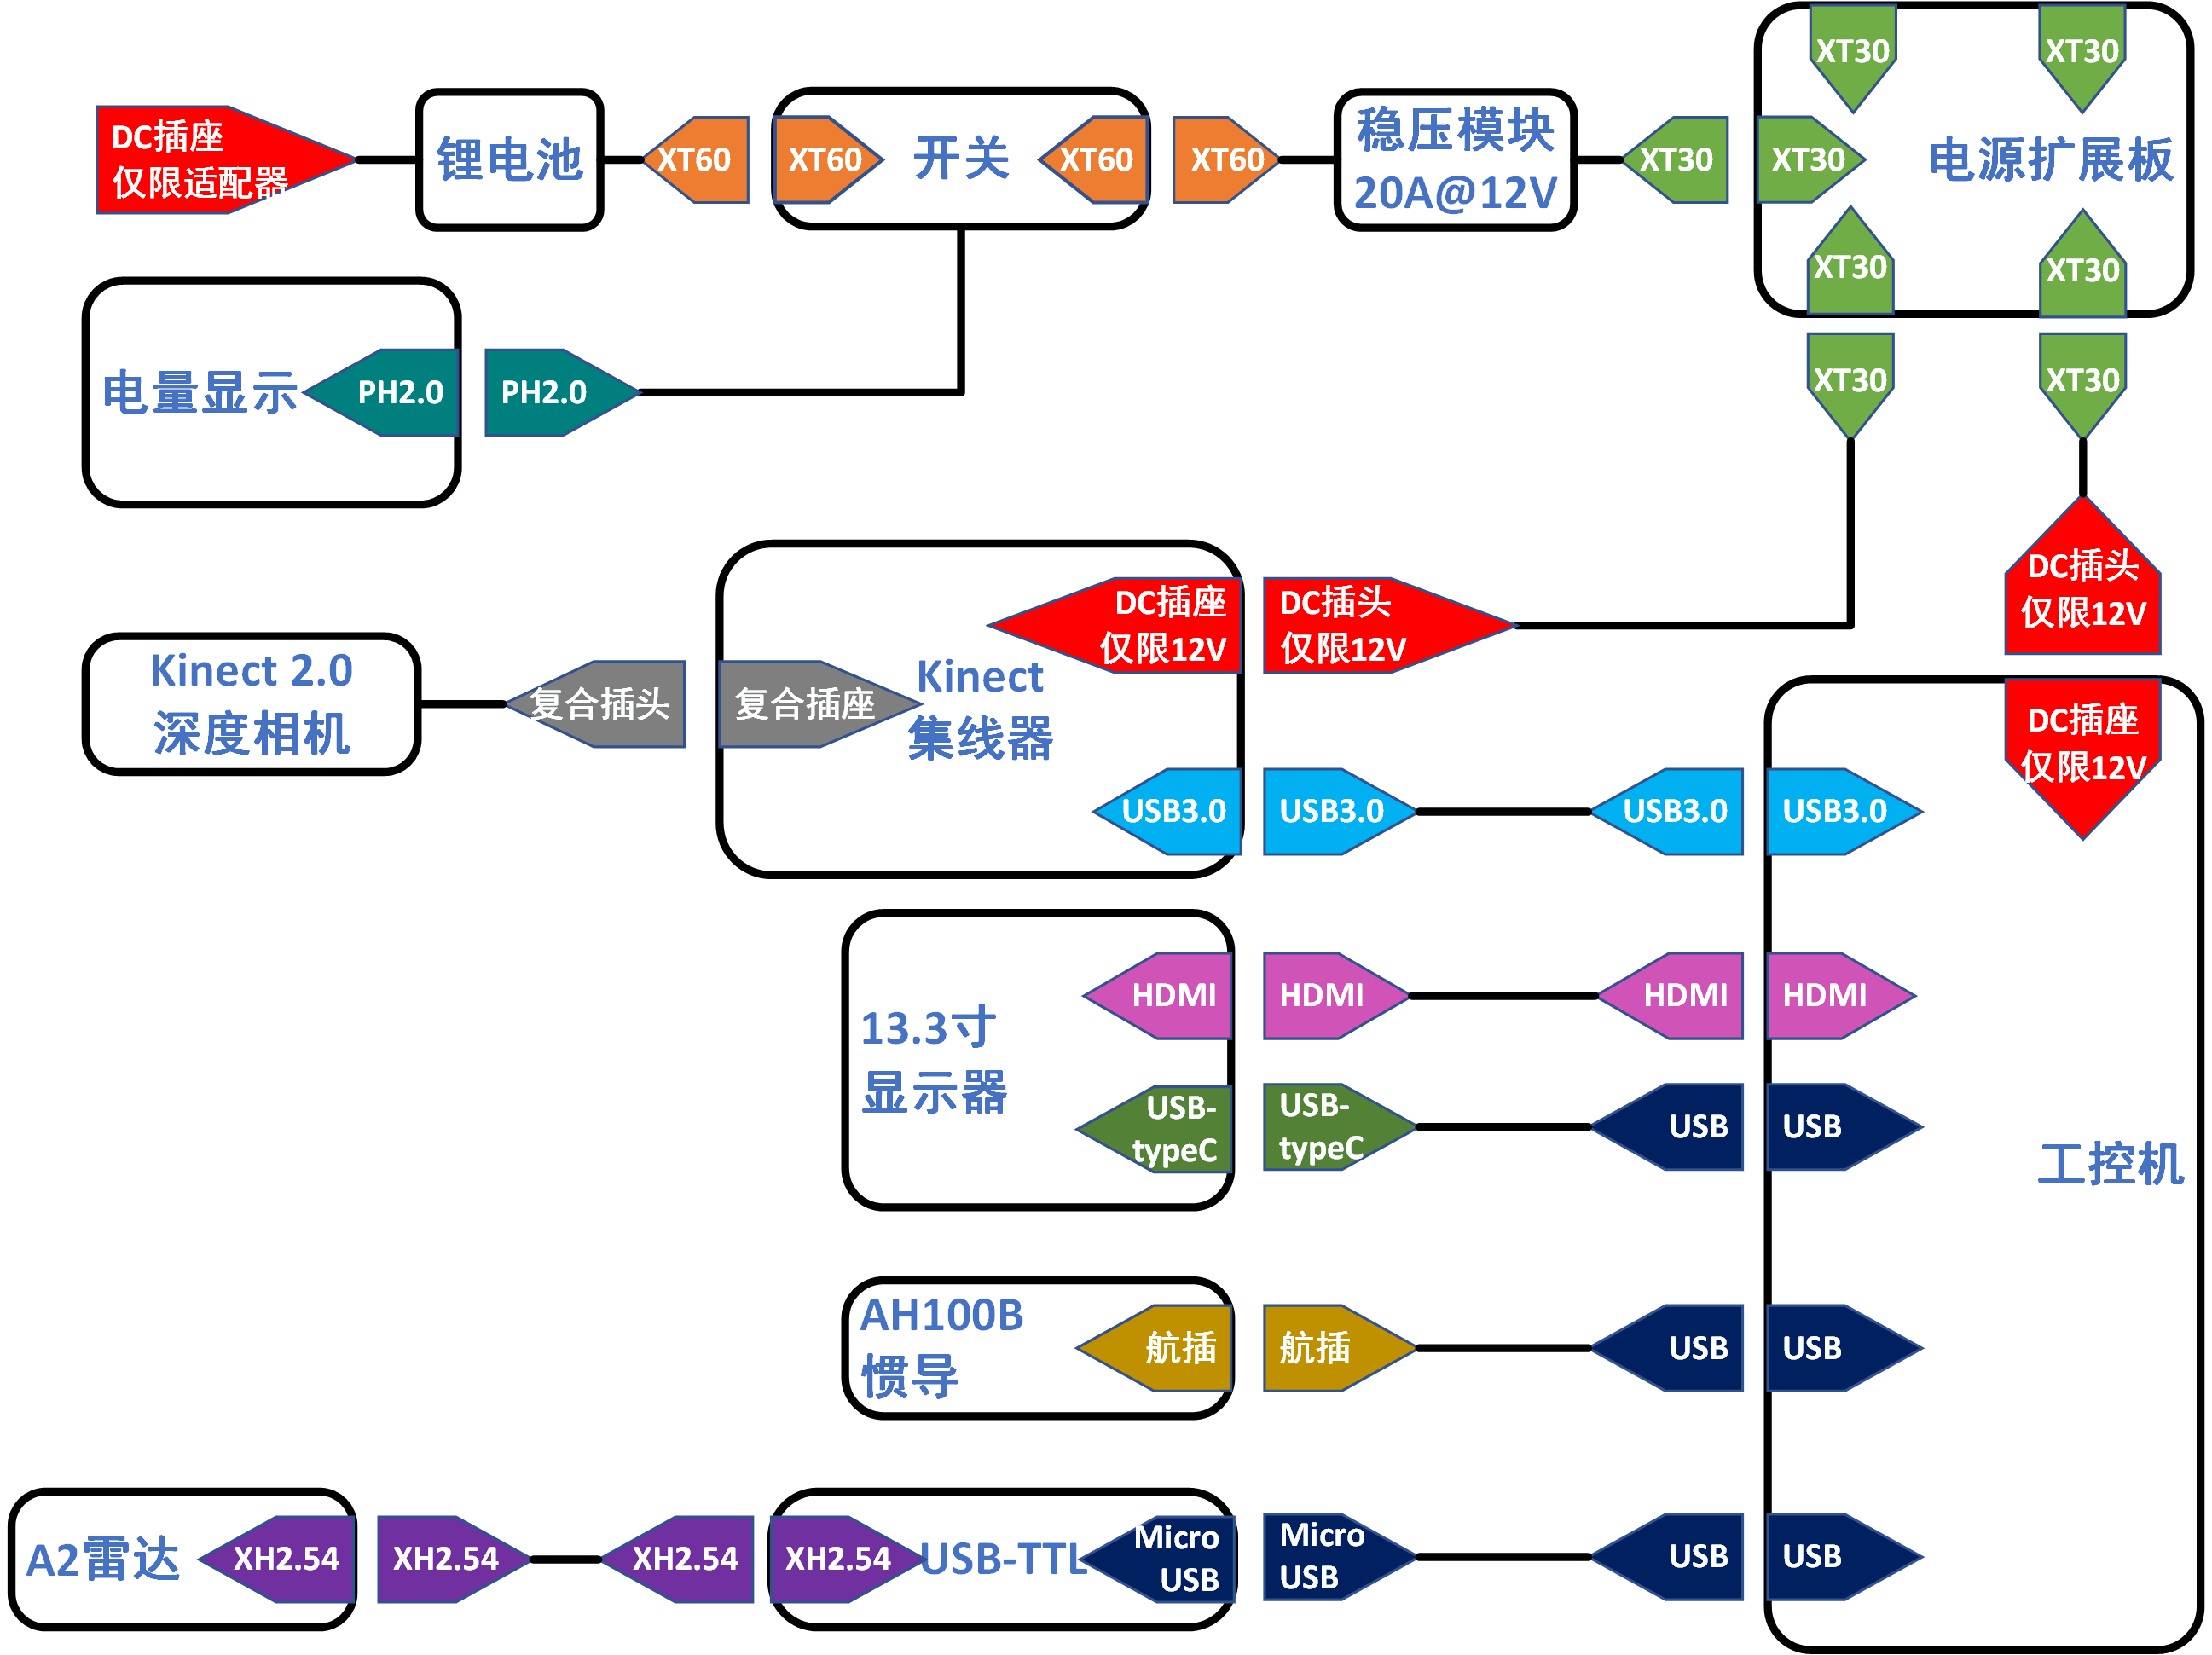 XT30
XT30
DC插座
仅限适配器
锂电池
XT60
XT60
开关
XT60
XT60
稳压模块
20A@12V
XT30
XT30
电源扩展板
XT30
XT30
电量显示
PH2.0
PH2.0
XT30
XT30
DC插座
仅限12V
DC插头
仅限12V
DC插头
仅限12V
Kinect 2.0
深度相机
复合插头
复合插座
Kinect
集线器
DC插座
仅限12V
USB3.0
USB3.0
USB3.0
USB3.0
13.3寸
显示器
HDMI
HDMI
HDMI
HDMI
USB-
typeC
USB-
typeC
USB
USB
工控机
AH100B
惯导
航插
航插
USB
USB
A2雷达
XH2.54
XH2.54
XH2.54
XH2.54
USB-TTL
Micro
USB
Micro
USB
USB
USB